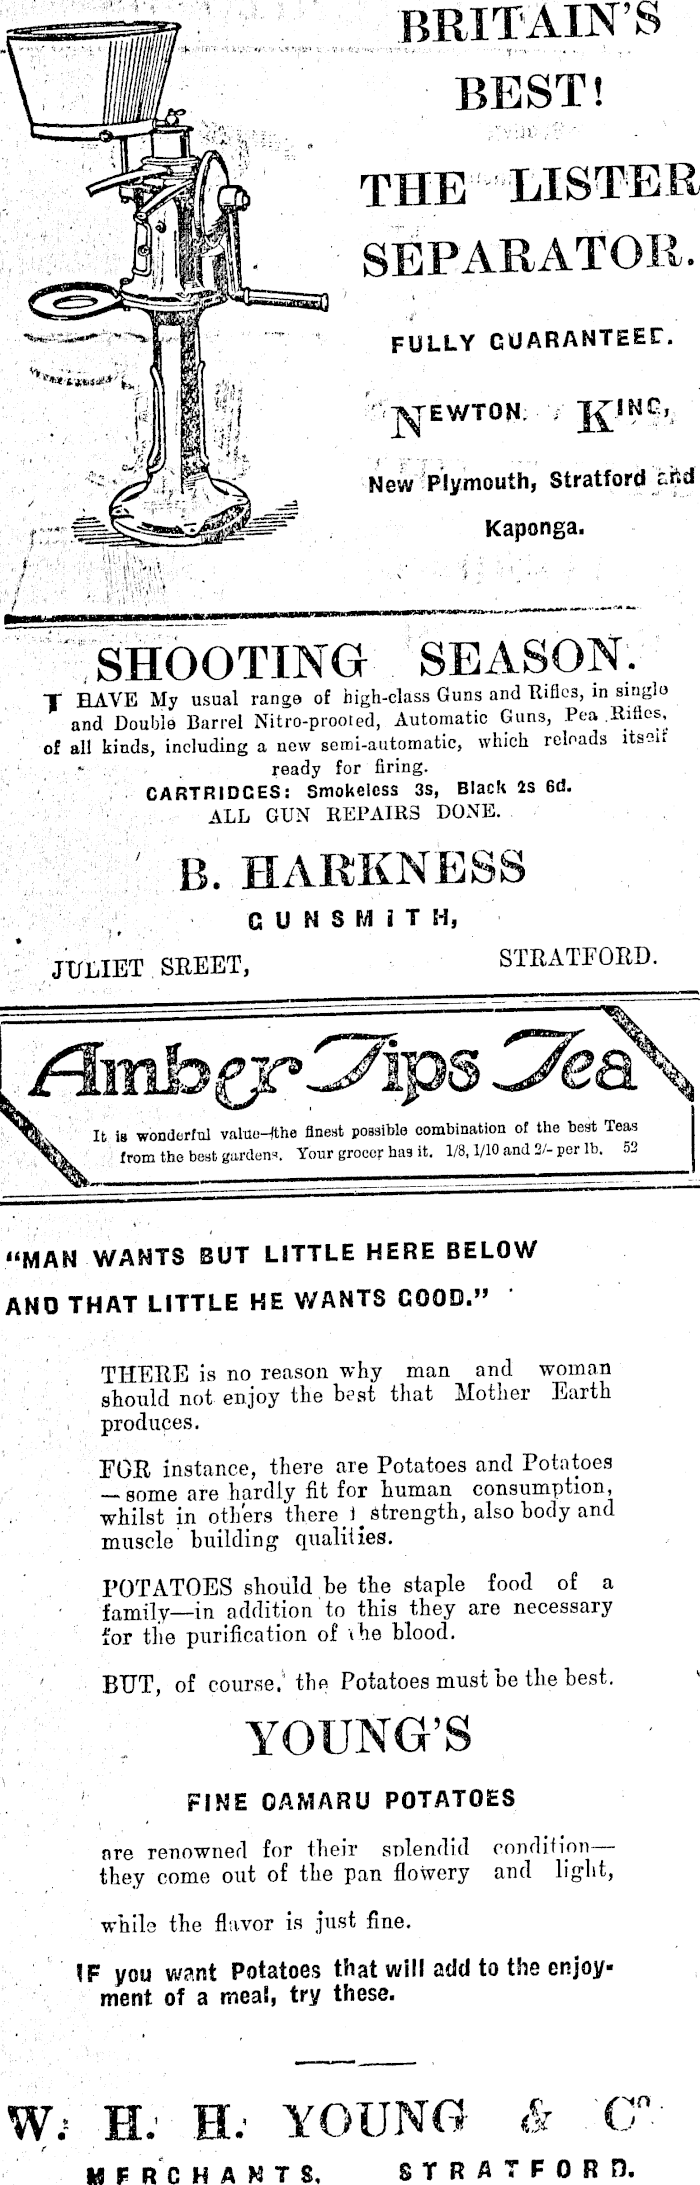 BRITAIN'S
BEST!
THE LISTER
SEPARATOR.
FULLY GUARANTEED.
NEWTON KING,
New Plymouth, Stratford and
Kaponga.
SHOOTING SEASON.
I HAVE My usual range of high-class Guns and Rifles, in single
and Double Barrel Nitro-prooted, Automatic Guns, Pea Rifles,
of all kinds, including a new semi-automatic, which reloads itself
ready for firing.
CARTRIDGES: Smokeless 3s, Black 2s 6d.
ALL GUN REPAIRS DONE.
B. HARKNESS
GUNSMITH,
JULIET SREET, STRATFORD.
Amber Tips Tea
It is wonderful value—the finest possible combination of the best Teas
from the best gardens. Your grocer has it. 1/8, 1/10 and 2/- per lb. 52
"MAN WANTS BUT LITTLE HERE BELOW
AND THAT LITTLE HE WANTS GOOD."
THERE is no reason why man and woman
should not enjoy the best that Mother Earth
produces.
FOR instance, there are Potatoes and Potatoes
—some are hardly fit for human consumption,
whilst in others there strength, also body and
muscle building qualities.
POTATOES should be the staple food of a
family—in addition to this they are necessary
for the purification of the blood.
BUT, of course, the Potatoes must be the best.
YOUNG'S
FINE OAMARU POTATOES
are renowned for their splendid condition—
they come out of the pan flowery and light,
while the flavor is just fine.
IF you want Potatoes that will add to the enjoy-
ment of a meal, try these.
W. H. H. YOUNG & Co.
MERCHANTS, STRATFORD.